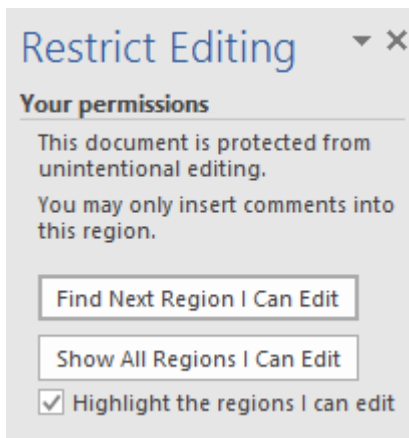 Restrict Editing
Your permissions
This document is protected from
unintentional editing.
You may only insert comments into
this region.
Find Next Region I Can Edit
Show All Regions I Can Edit
Highlight the regions I can edit